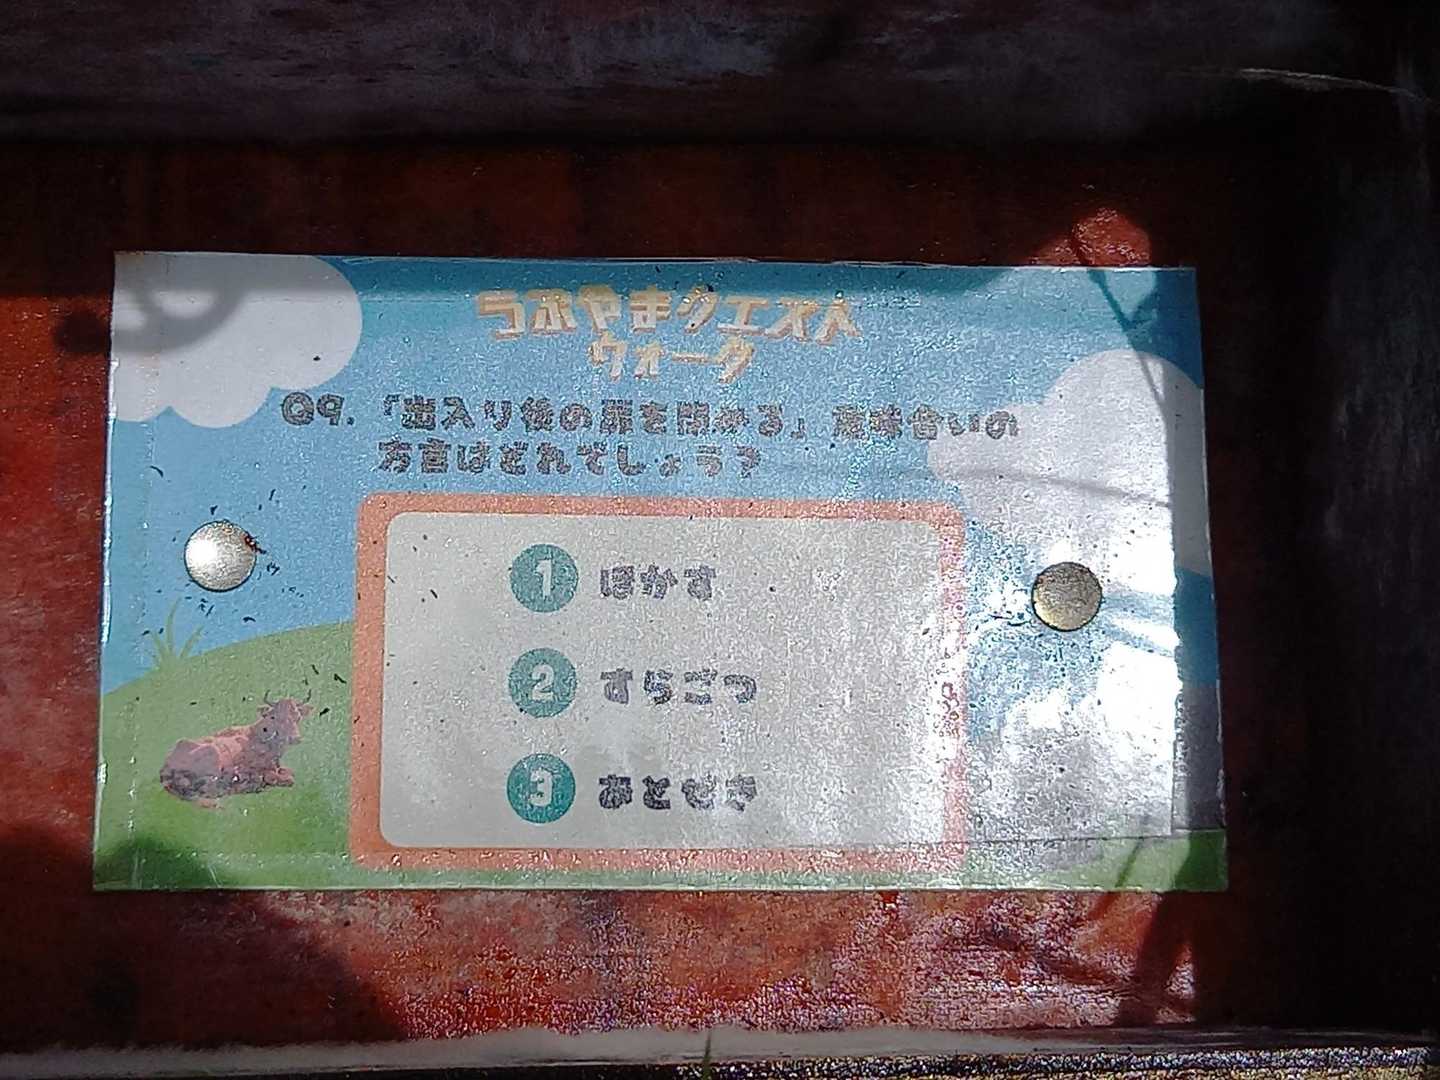 うぶやまクエスト
ウォーク
Q9.「出入り後の扉を閉める」意味合いの
方言はどれでしょう?
1 ほかす
2 すらごつ
3 あとぜき